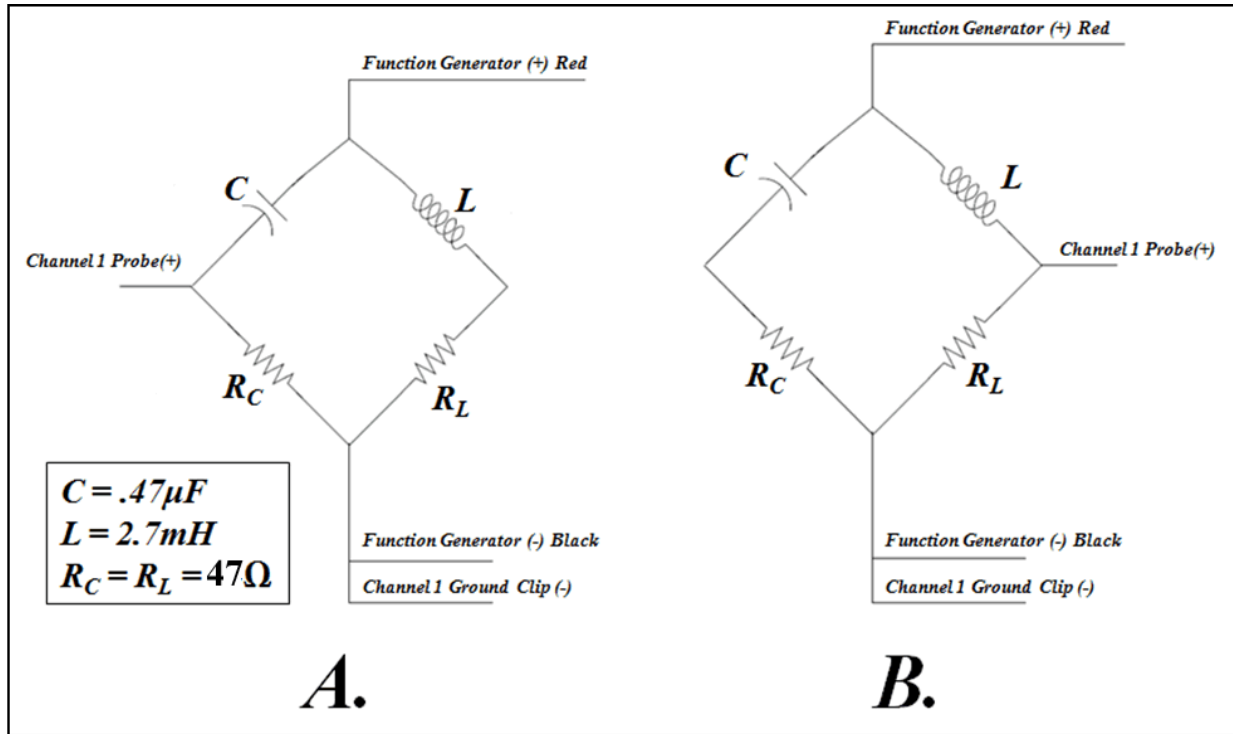 Function Generator (+) Red
C
L
Channel 1 Probe(+)
R_C
R_L
C = .47μF
L = 2.7mH
R_C = R_L = 47Ω
Function Generator (-) Black
Channel 1 Ground Clip (-)
A.
Function Generator (+) Red
C
L
Channel 1 Probe(+)
R_C
R_L
Function Generator (-) Black
Channel 1 Ground Clip (-)
B.